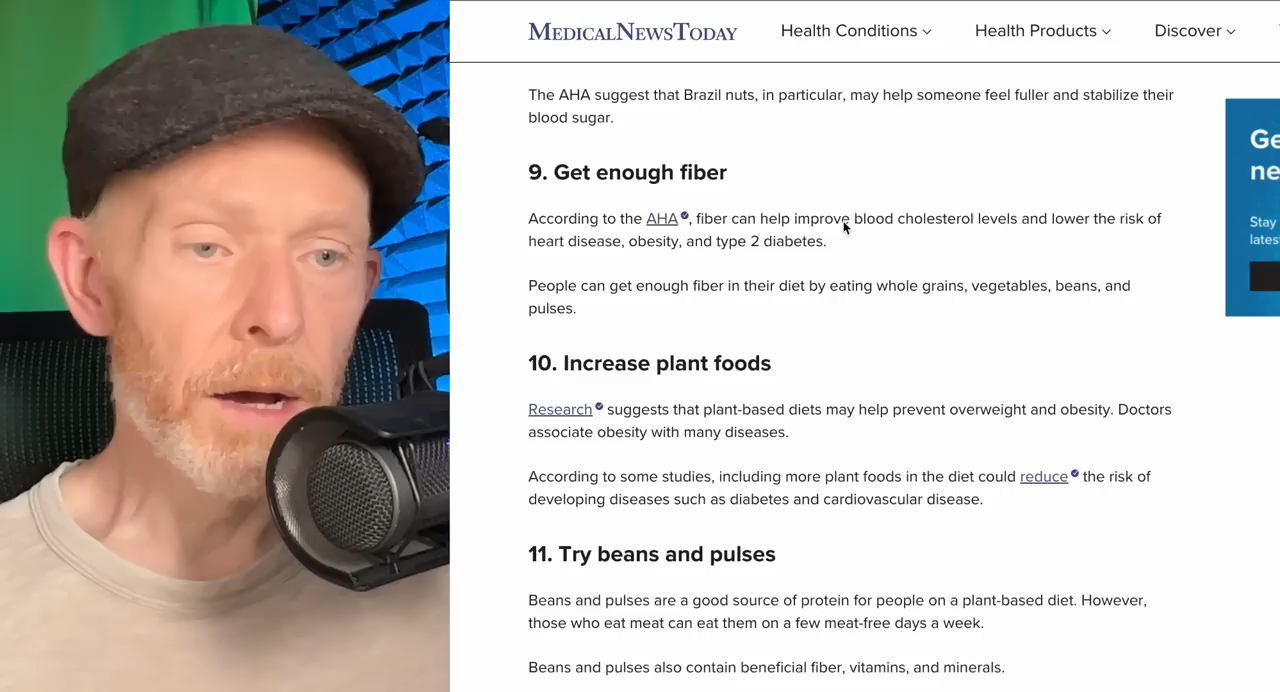 MEDICALNEWSTODAY
Health Conditions
Health Products
Discover
The AHA suggest that Brazil nuts, in particular, may help someone feel fuller and stabilize their
blood sugar.
9. Get enough fiber
According to the AHA, fiber can help improve blood cholesterol levels and lower the risk of
heart disease, obesity, and type 2 diabetes.
People can get enough fiber in their diet by eating whole grains, vegetables, beans, and
pulses.
10. Increase plant foods
Research suggests that plant-based diets may help prevent overweight and obesity. Doctors
associate obesity with many diseases.
According to some studies, including more plant foods in the diet could reduce the risk of
developing diseases such as diabetes and cardiovascular disease.
11. Try beans and pulses
Beans and pulses are a good source of protein for people on a plant-based diet. However,
those who eat meat can eat them on a few meat-free days a week.
Beans and pulses also contain beneficial fiber, vitamins, and minerals.
Ge
ne
Stay
lates